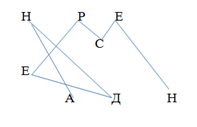 Н Р Е
С
Е А Д Н